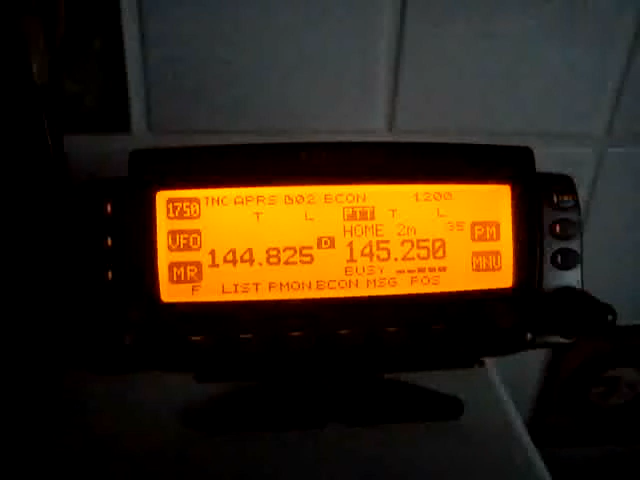 1750 TNC APRS 802 BCON 1200
T L PTT T L
VFO HOME 2m 35 PM
144.825 D 145.250
MR BUSY MNU
F LIST PMON BCON MSG POS